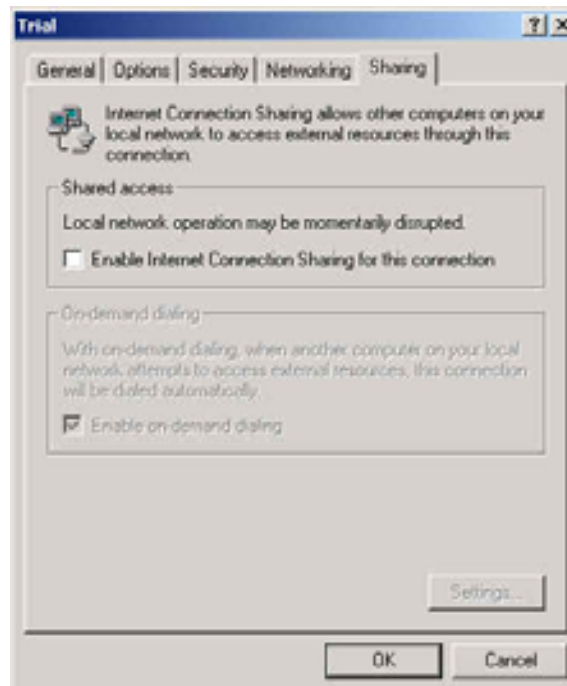 Trial
General Options Security Networking Sharing
Internet Connection Sharing allows other computers on your
local network to access external resources through this
connection.
Shared access
Local network operation may be momentarily disrupted.
Enable Internet Connection Sharing for this connection
On-demand dialing
With on-demand dialing, when another computer on your local
network attempts to access external resources, this connection
will be dialed automatically.
Enable on-demand dialing
Settings...
OK Cancel